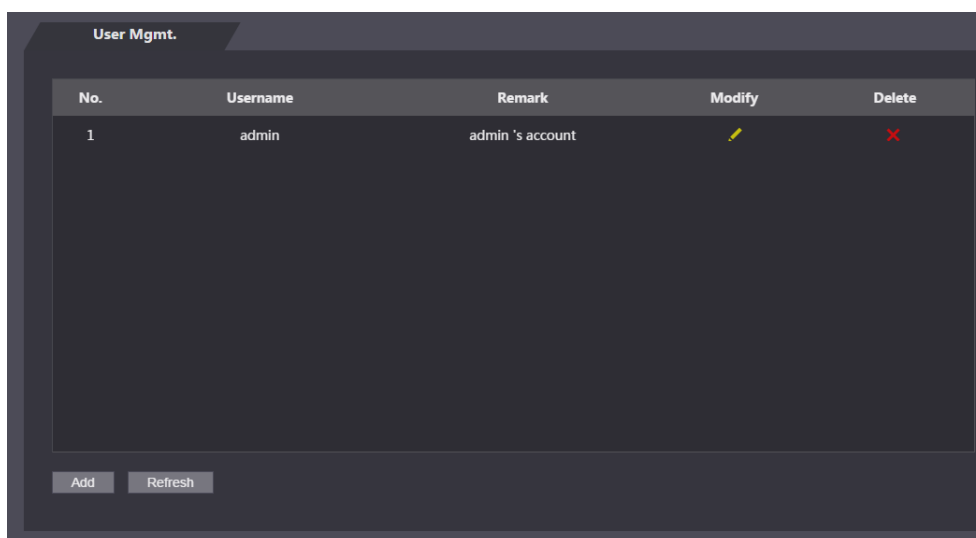 User Mgmt.
No. Username Remark Modify Delete
1 admin admin 's account
Add Refresh